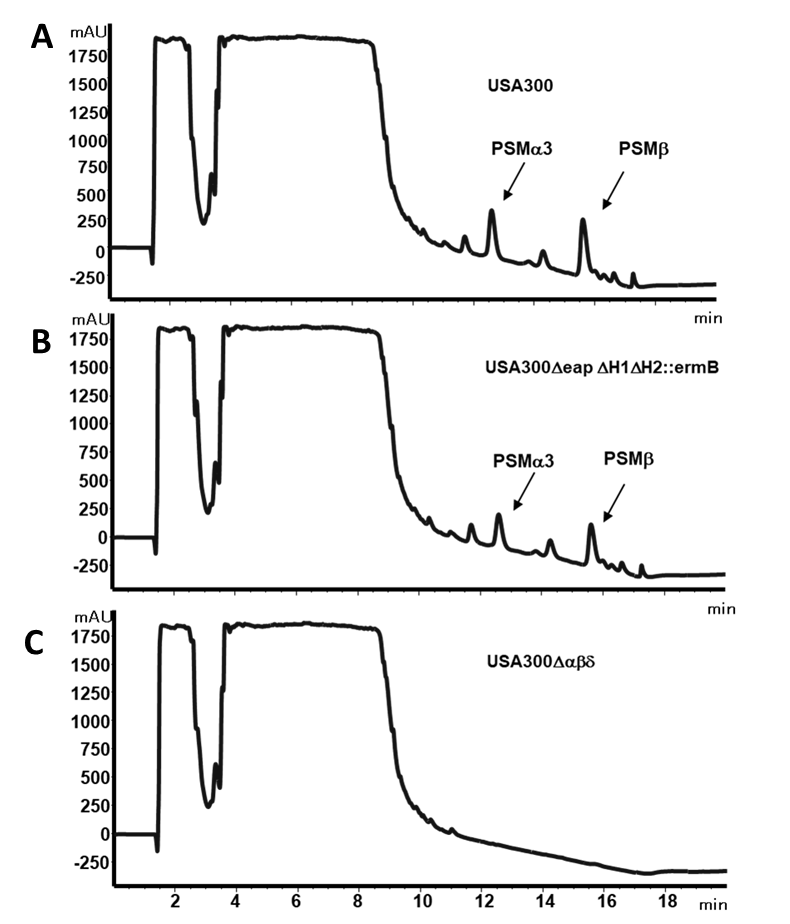 A
mAU
1750
1500
1250
1000
750
500
250
0
-250
USA300
PSMα3 PSMβ
min
B
mAU
1750
1500
1250
1000
750
500
250
0
-250
USA300Δeap ΔH1ΔH2::ermB
PSMα3 PSMβ
min
C
mAU
1750
1500
1250
1000
750
500
250
0
-250
USA300Δαβδ
2 4 6 8 10 12 14 16 18 min